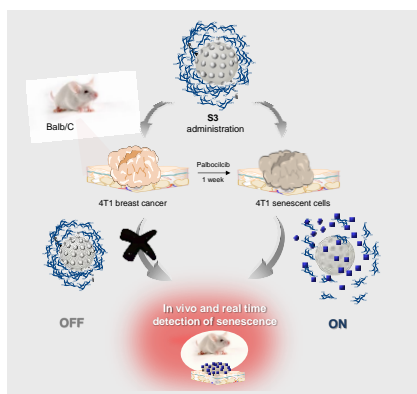 S3
administration
Balb/C
Palbocilcib
1 week
4T1 breast cancer
4T1 senescent cells
OFF
ON
In vivo and real time
detection of senescence